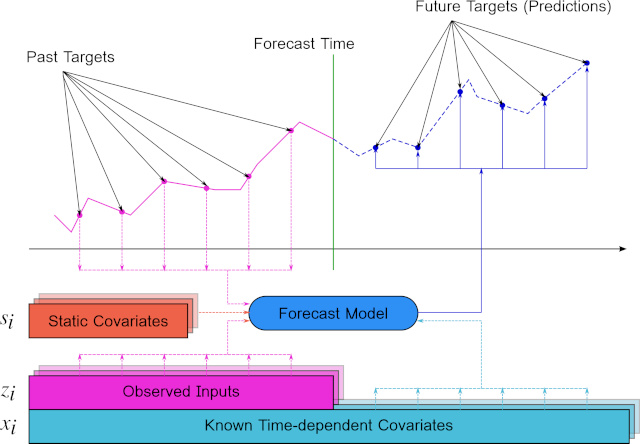 Future Targets (Predictions)
Forecast Time
Past Targets
s_i
Static Covariates
Forecast Model
z_i
Observed Inputs
x_i
Known Time-dependent Covariates